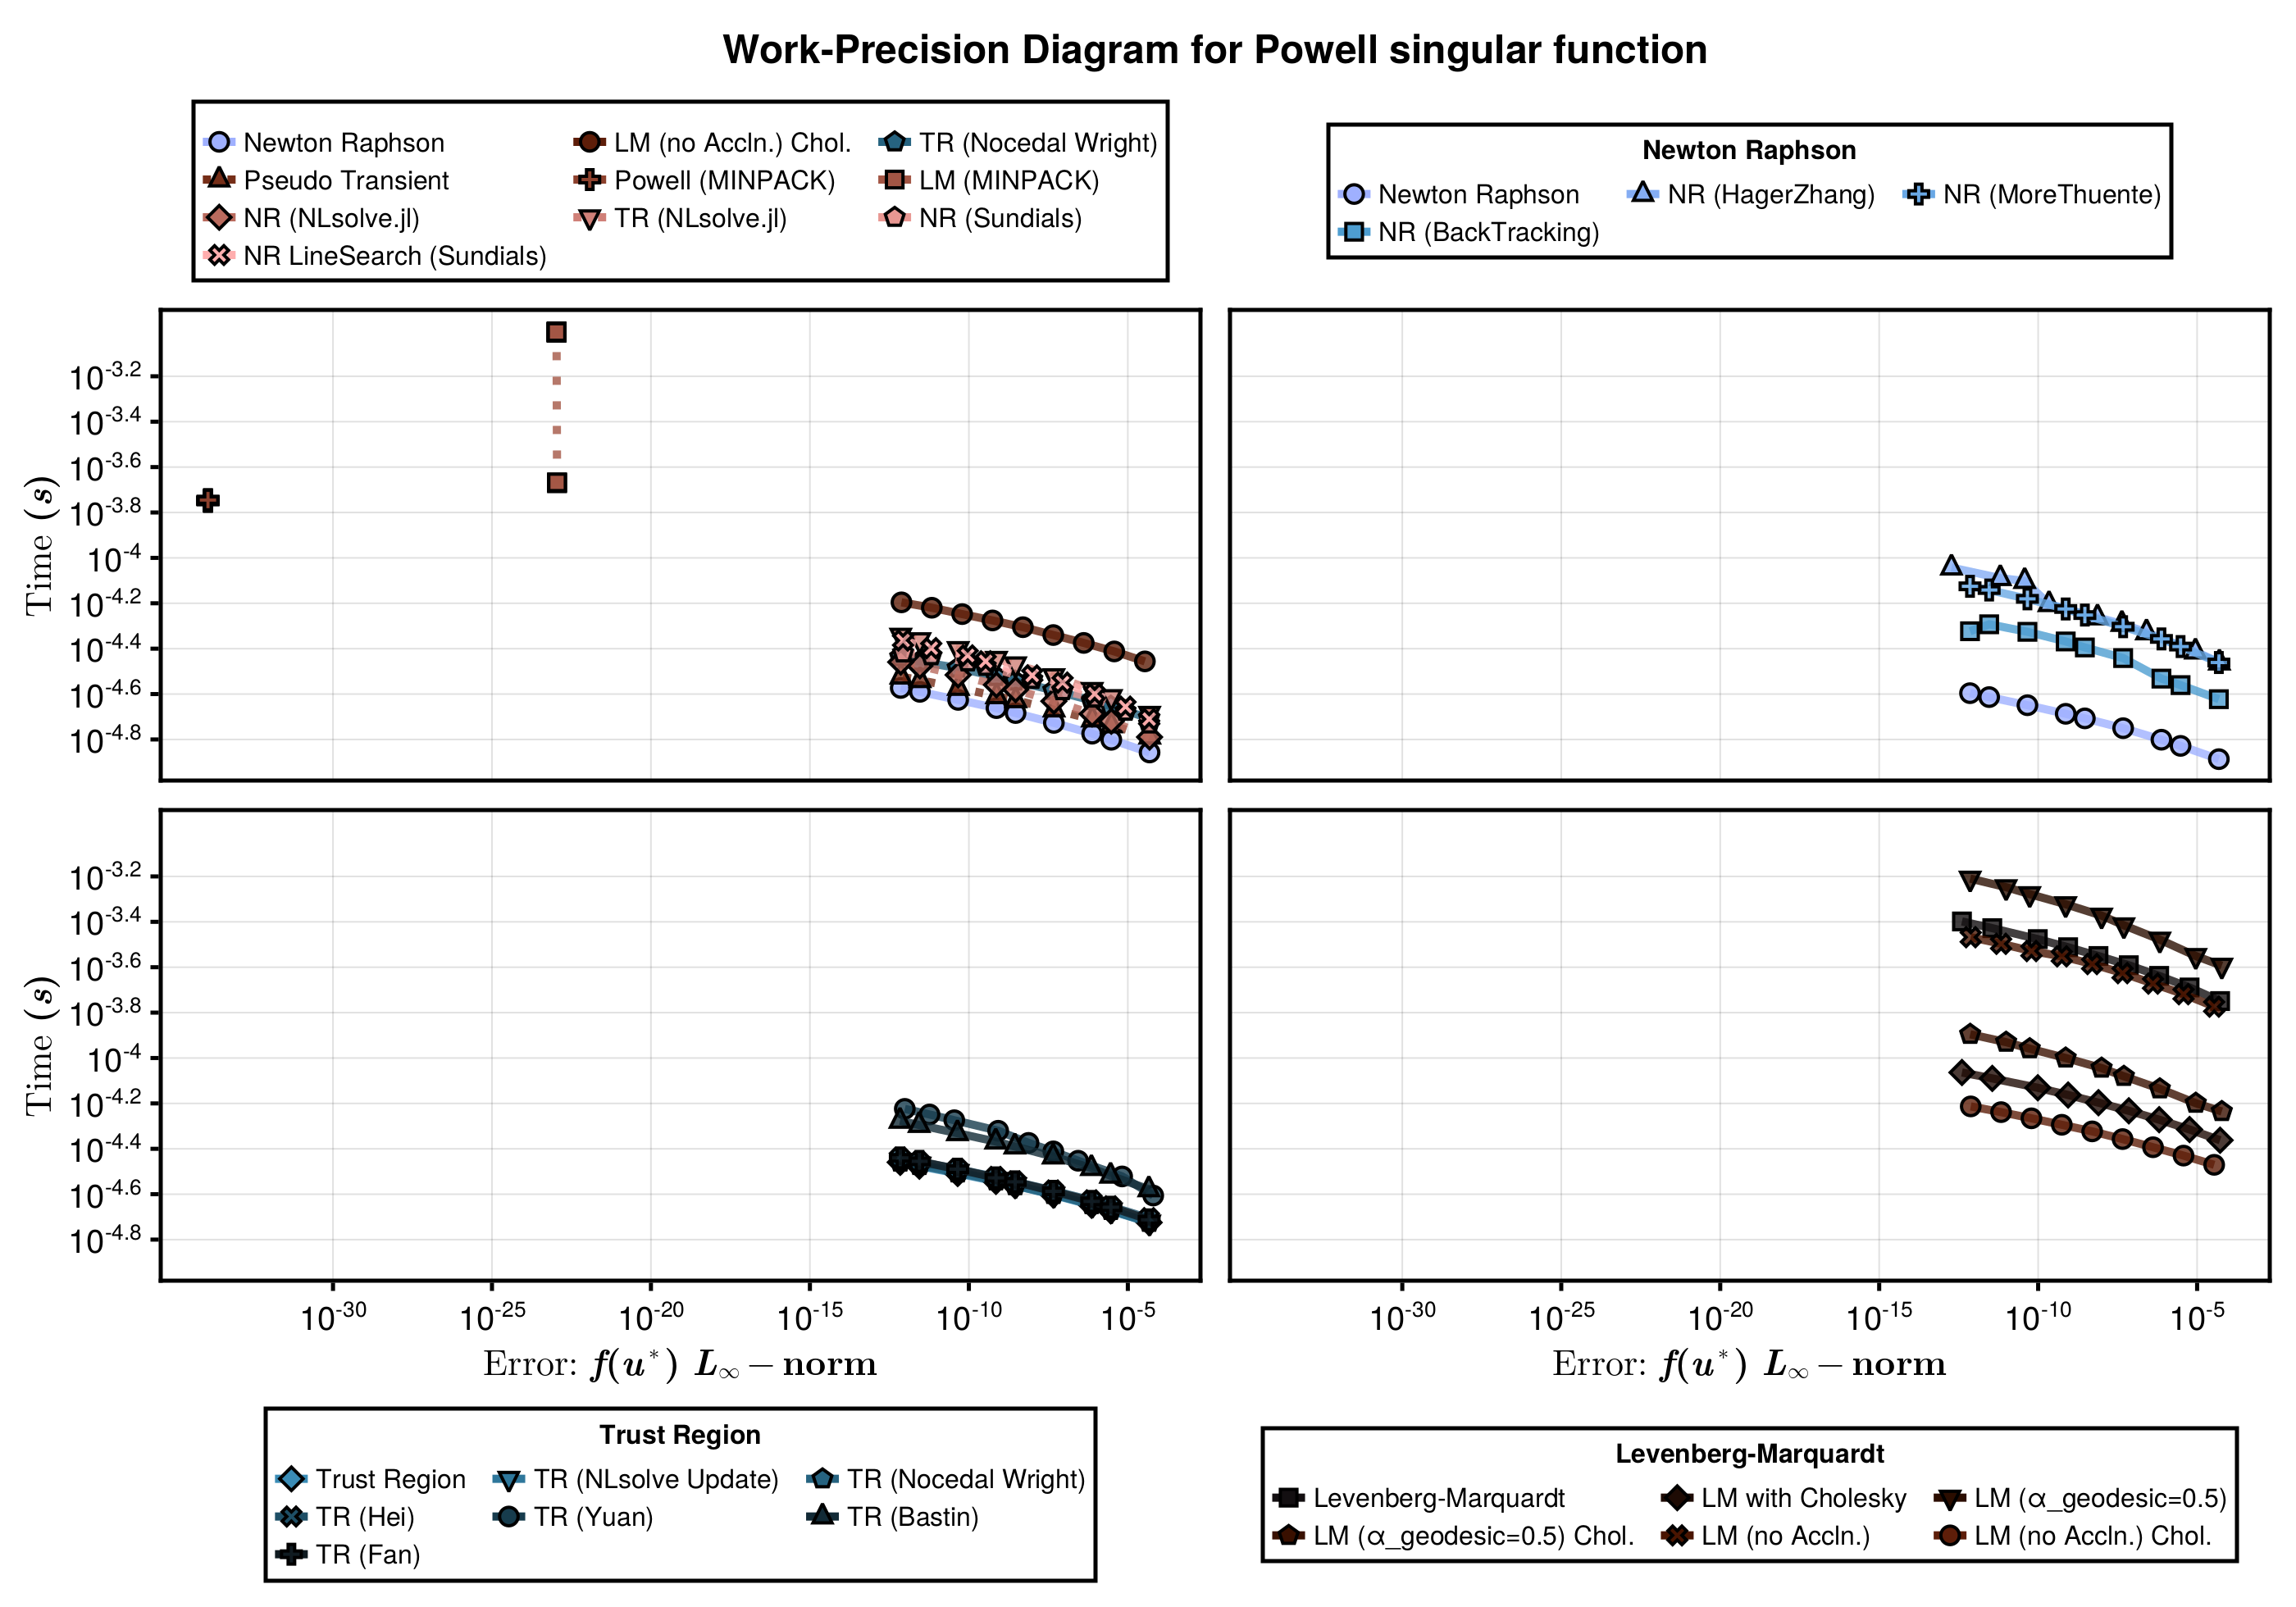 Work-Precision Diagram for Powell singular function
Newton Raphson LM (no Accln.) Chol. TR (Nocedal Wright)
Pseudo Transient Powell (MINPACK) LM (MINPACK)
NR (NLsolve.jl) TR (NLsolve.jl) NR (Sundials)
NR LineSearch (Sundials)
Newton Raphson
Newton Raphson NR (HagerZhang) NR (MoreThuente)
NR (BackTracking)
Time (s)
10^-3.2
10^-3.4
10^-3.6
10^-3.8
10^-4
10^-4.2
10^-4.4
10^-4.6
10^-4.8
Time (s)
10^-3.2
10^-3.4
10^-3.6
10^-3.8
10^-4
10^-4.2
10^-4.4
10^-4.6
10^-4.8
10^-30 10^-25 10^-20 10^-15 10^-10 10^-5
10^-30 10^-25 10^-20 10^-15 10^-10 10^-5
Error: f(u*) L∞ − norm
Error: f(u*) L∞ − norm
Trust Region
Trust Region TR (NLsolve Update) TR (Nocedal Wright)
TR (Hei) TR (Yuan) TR (Bastin)
TR (Fan)
Levenberg-Marquardt
Levenberg-Marquardt LM with Cholesky LM (α_geodesic=0.5)
LM (α_geodesic=0.5) Chol. LM (no Accln.) LM (no Accln.) Chol.